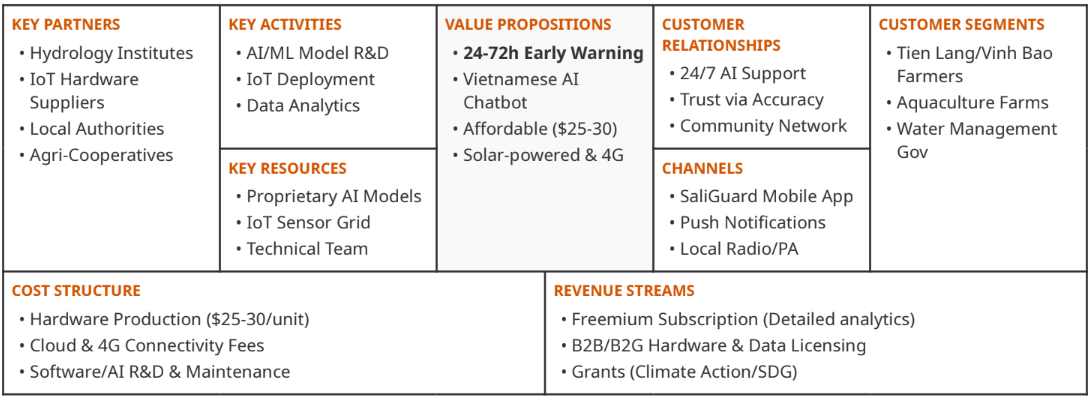 KEY PARTNERS
• Hydrology Institutes
• IoT Hardware
Suppliers
• Local Authorities
• Agri-Cooperatives
KEY ACTIVITIES
• AI/ML Model R&D
• IoT Deployment
• Data Analytics
KEY RESOURCES
• Proprietary AI Models
• IoT Sensor Grid
• Technical Team
VALUE PROPOSITIONS
• 24-72h Early Warning
• Vietnamese AI
Chatbot
• Affordable ($25-30)
• Solar-powered & 4G
CUSTOMER
RELATIONSHIPS
• 24/7 AI Support
• Trust via Accuracy
• Community Network
CHANNELS
• SaliGuard Mobile App
• Push Notifications
• Local Radio/PA
CUSTOMER SEGMENTS
• Tien Lang/Vinh Bao
Farmers
• Aquaculture Farms
• Water Management
Gov
COST STRUCTURE
• Hardware Production ($25-30/unit)
• Cloud & 4G Connectivity Fees
• Software/AI R&D & Maintenance
REVENUE STREAMS
• Freemium Subscription (Detailed analytics)
• B2B/B2G Hardware & Data Licensing
• Grants (Climate Action/SDG)